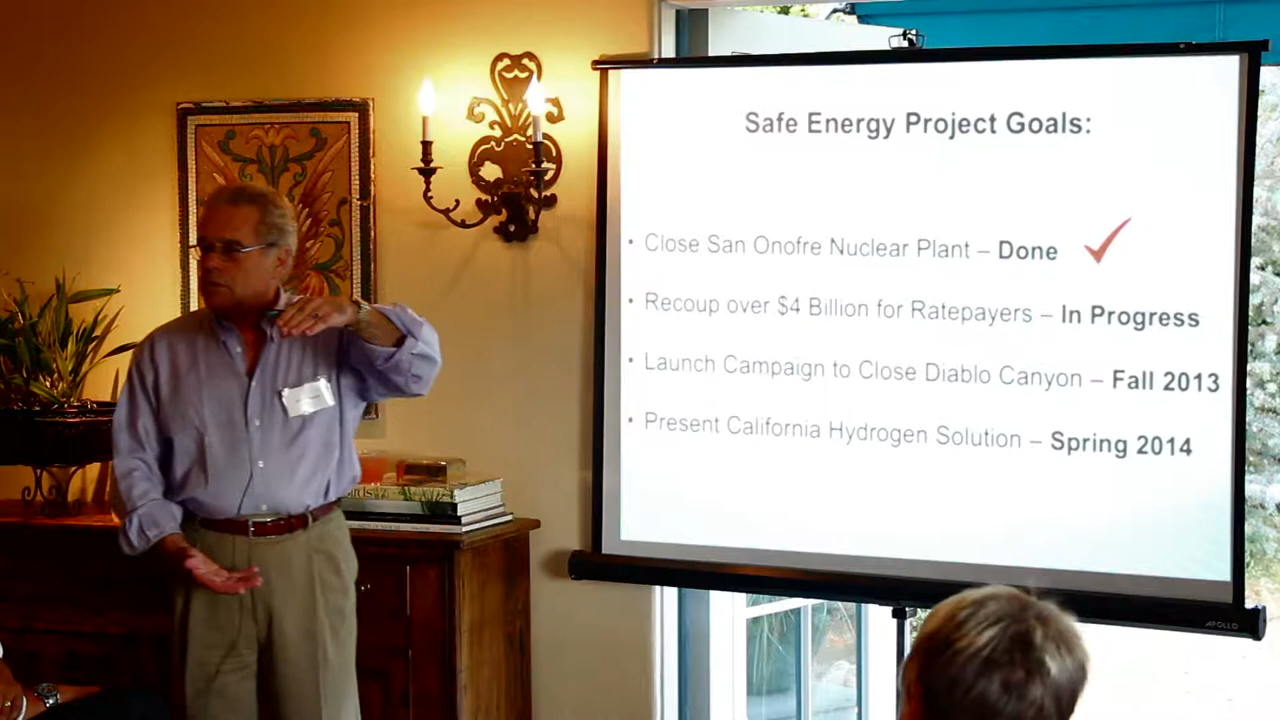 Safe Energy Project Goals:
• Close San Onofre Nuclear Plant – Done
• Recoup over $4 Billion for Ratepayers – In Progress
• Launch Campaign to Close Diablo Canyon – Fall 2013
• Present California Hydrogen Solution – Spring 2014
APOLLO